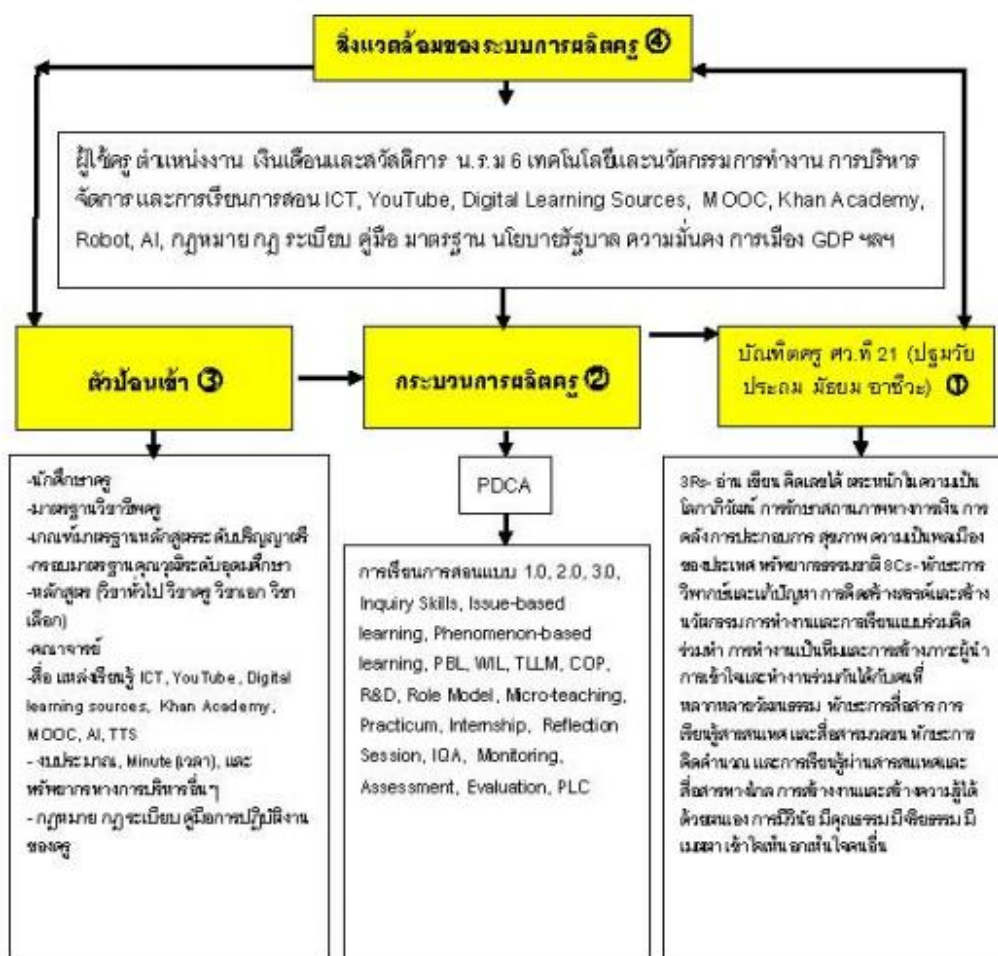 สิ่งแวดล้อมของระบบการผลิตครู ④
ผู้ใช้ครู ตำแหน่งงาน เงินเดือนและสวัสดิการ น.ร.ม 6 เทคโนโลยีและนวัตกรรมการทำงาน การบริหาร
จัดการ และการเรียนการสอน ICT, YouTube, Digital Learning Sources, MOOC, Khan Academy,
Robot, AI, กฎหมาย กฎ ระเบียบ คู่มือ มาตรฐาน นโยบายรัฐบาล ความมั่นคง การเมือง GDP ฯลฯ
ตัวป้อนเข้า ③
กระบวนการผลิตครู ②
บัณฑิตครู ศว.ที่ 21 (ปฐมวัย
ประถม มัธยม อาชีวะ) ①
-นักศึกษาครู
-มาตรฐานวิชาชีพครู
-เกณฑ์มาตรฐานหลักสูตรระดับปริญญาตรี
-กรอบมาตรฐานคุณวุฒิระดับอุดมศึกษา
-หลักสูตร (วิชาทั่วไป วิชาครู วิชาเอก วิชา
เลือก)
-คณาจารย์
-สื่อ แหล่งเรียนรู้ ICT, YouTube, Digital
learning sources, Khan Academy,
MOOC, AI, TTS
- งบประมาณ, Minute (เวลา), และ
ทรัพยากรทางการบริหารอื่นๆ
- กฎหมาย กฎ ระเบียบ คู่มือการปฏิบัติงาน
ของครู
PDCA
การเรียนการสอนแบบ 1.0, 2.0, 3.0,
Inquiry Skills, Issue-based
learning, Phenomenon-based
learning, PBL, WIL, TLLM, COP,
R&D, Role Model, Micro-teaching,
Practicum, Internship, Reflection
Session, IQA, Monitoring,
Assessment, Evaluation, PLC
3Rs- อ่าน เขียน คิดเลขได้ ตระหนักในความเป็น
โลกาภิวัฒน์ การรักษาสถานภาพทางการเงิน การ
คลังการประกอบการ สุขภาพ ความเป็นพลเมือง
ของประเทศ ทรัพยากรธรรมชาติ 8Cs- ทักษะการ
วิพากษ์และแก้ปัญหา การคิดสร้างสรรค์และสร้าง
นวัตกรรม การทำงานและการเรียนแบบร่วมคิด
ร่วมทำ การทำงานเป็นทีมและการสร้างภาวะผู้นำ
การเข้าใจและทำงานร่วมกันได้กับคนที่
หลากหลายวัฒนธรรม ทักษะการสื่อสาร การ
เรียนรู้สารสนเทศ และสื่อสารมวลชน ทักษะการ
คิดคำนวณ และการเรียนรู้ผ่านสารสนเทศและ
สื่อสารทางไกล การสร้างงานและสร้างความรู้ได้
ด้วยตนเอง การมีวินัย มีคุณธรรม มีจริยธรรม มี
เมตตา เข้าใจเห็นอกเห็นใจคนอื่น